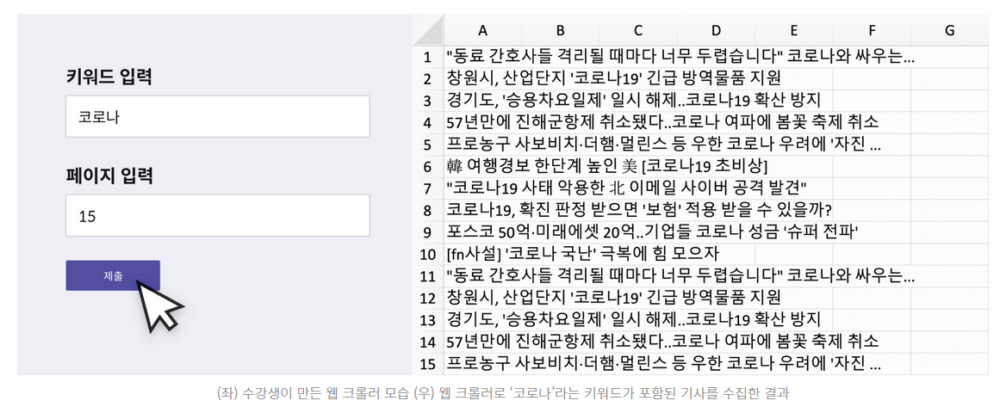 키워드 입력
코로나
페이지 입력
15
제출
A B C D E F G
1 "동료 간호사들 격리될 때마다 너무 두렵습니다" 코로나와 싸우는...
2 창원시, 산업단지 '코로나19' 긴급 방역물품 지원
3 경기도, '승용차요일제' 일시 해제..코로나19 확산 방지
4 57년만에 진해군항제 취소됐다..코로나 여파에 봄꽃 축제 취소
5 프로농구 사보비치·더햄·멀린스 등 우한 코로나 우려에 '자진 ...
6 韓 여행경보 한단계 높인 美 [코로나19 초비상]
7 "코로나19 사태 악용한 北 이메일 사이버 공격 발견"
8 코로나19, 확진 판정 받으면 '보험' 적용 받을 수 있을까?
9 포스코 50억·미래에셋 20억..기업들 코로나 성금 '슈퍼 전파'
10 [fn사설] '코로나 국난' 극복에 힘 모으자
11 "동료 간호사들 격리될 때마다 너무 두렵습니다" 코로나와 싸우는...
12 창원시, 산업단지 '코로나19' 긴급 방역물품 지원
13 경기도, '승용차요일제' 일시 해제..코로나19 확산 방지
14 57년만에 진해군항제 취소됐다..코로나 여파에 봄꽃 축제 취소
15 프로농구 사보비치·더햄·멀린스 등 우한 코로나 우려에 '자진 ...
(좌) 수강생이 만든 웹 크롤러 모습 (우) 웹 크롤러로 ‘코로나’라는 키워드가 포함된 기사를 수집한 결과